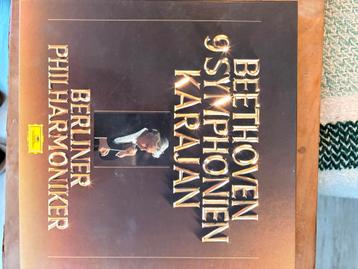 BEETHOVEN
9 SYMPHONIEN
KARAJAN
BERLINER
PHILHARMONIKER